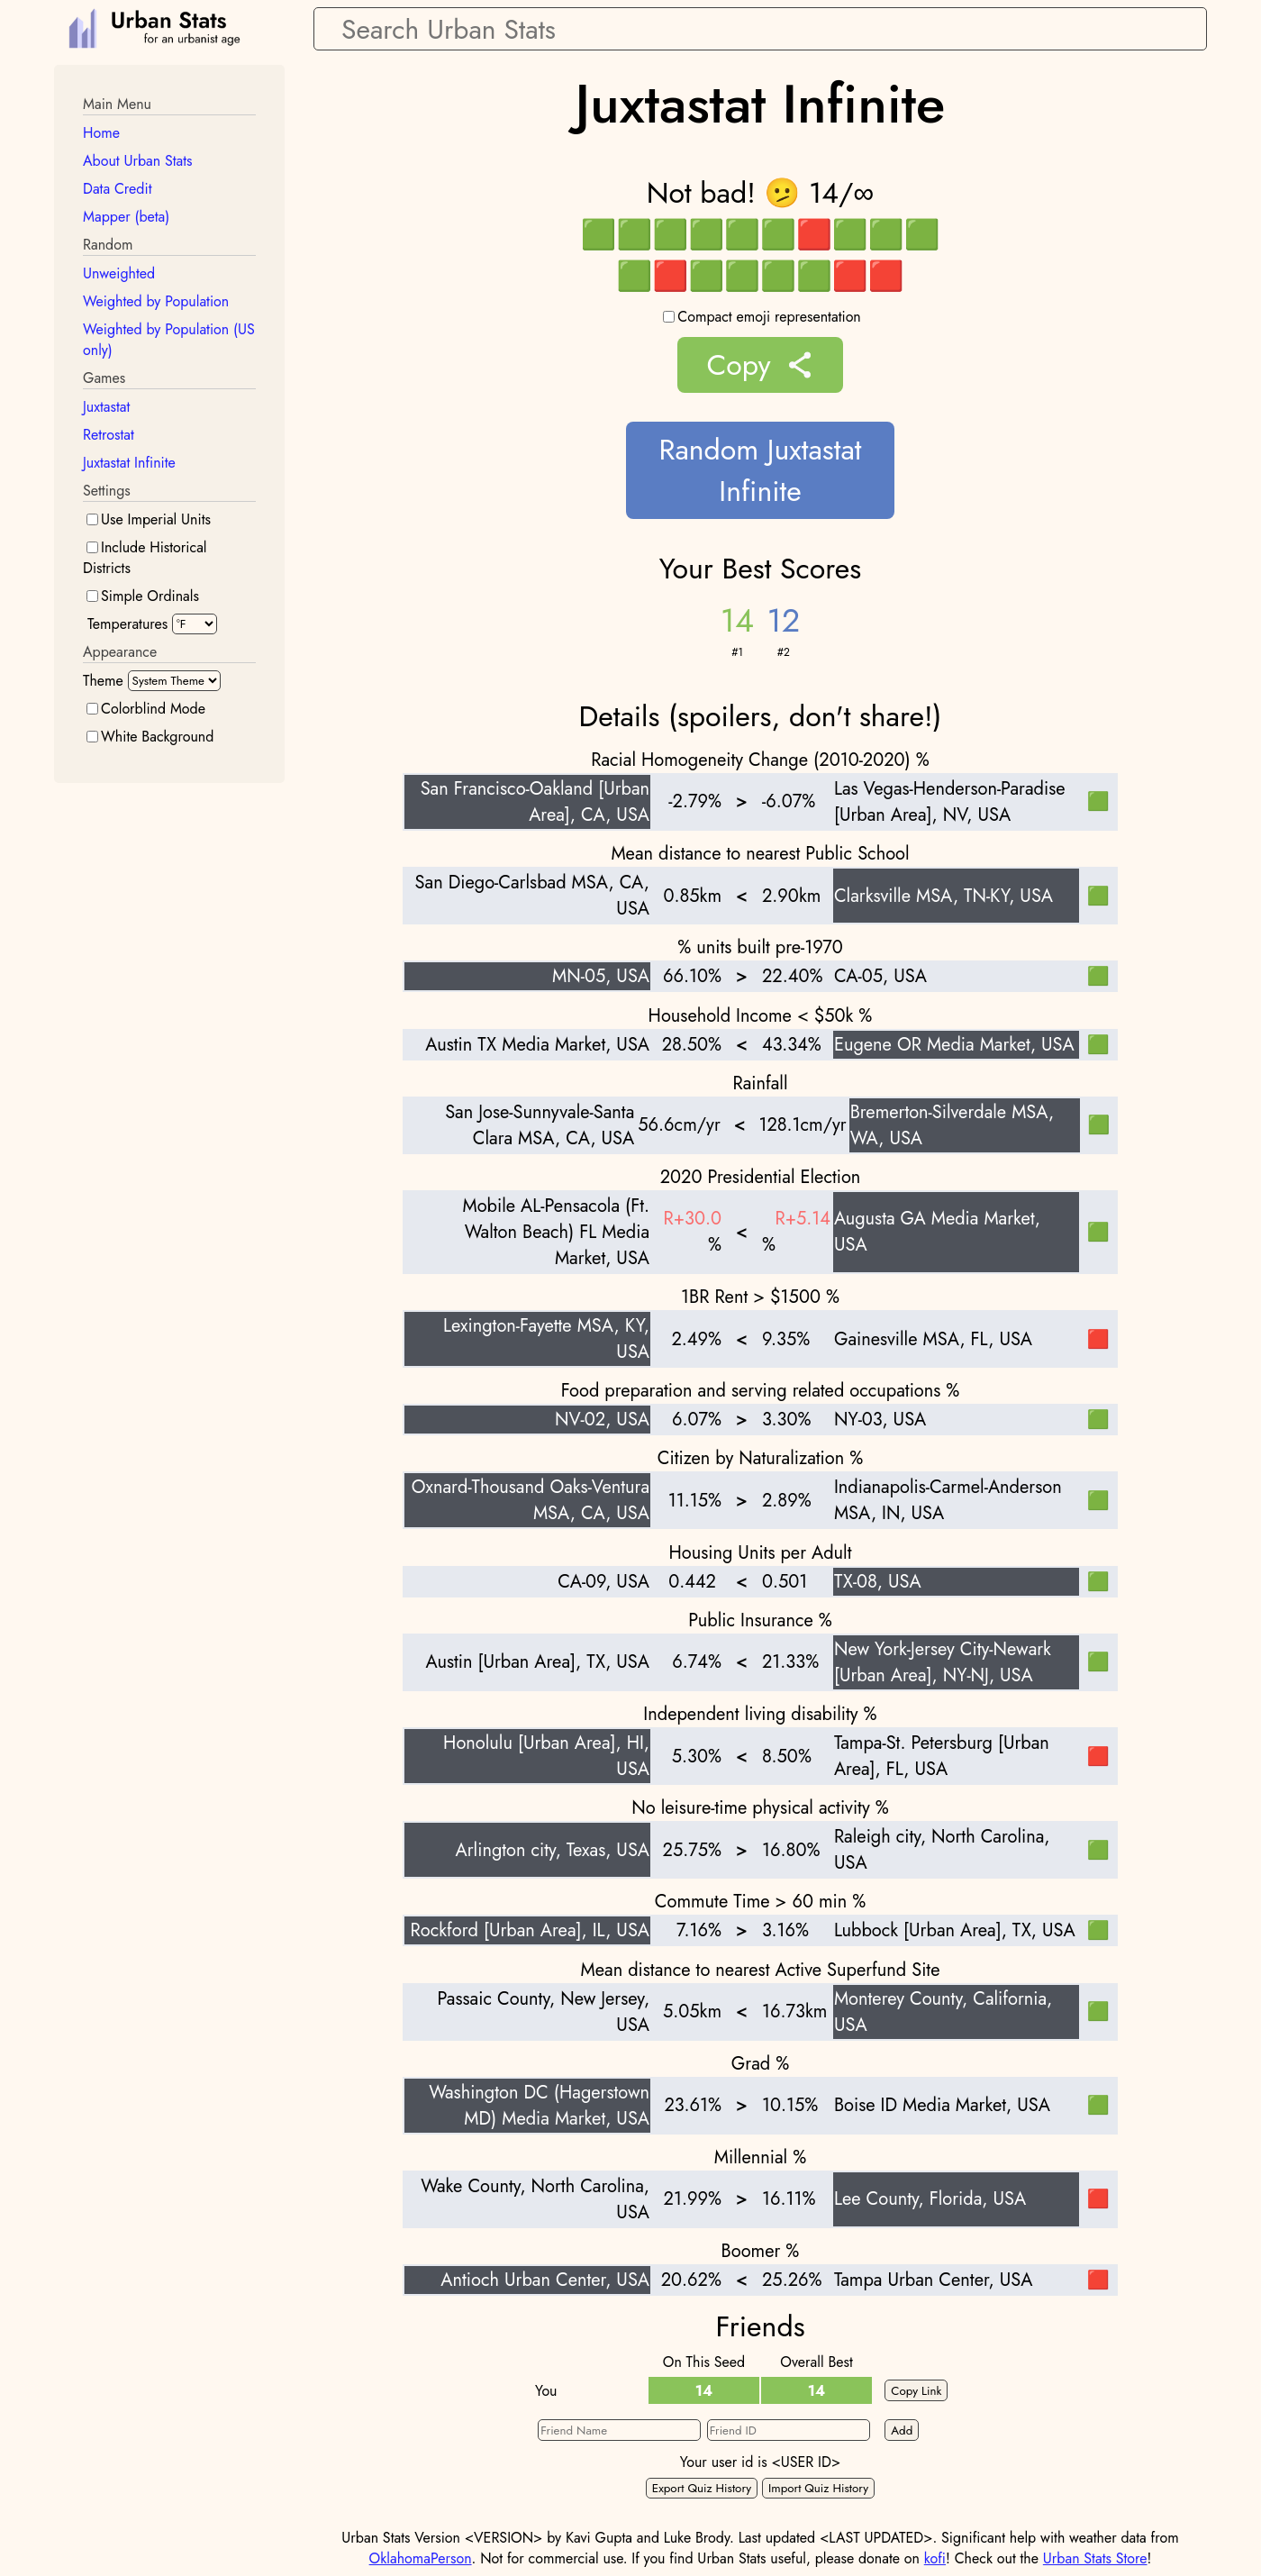 Urban Stats
for an urbanist age
Search Urban Stats
Main Menu
Home
About Urban Stats
Data Credit
Mapper (beta)
Random
Unweighted
Weighted by Population
Weighted by Population (US
only)
Games
Juxtastat
Retrostat
Juxtastat Infinite
Settings
Use Imperial Units
Include Historical
Districts
Simple Ordinals
Temperatures °F
Appearance
Theme System Theme
Colorblind Mode
White Background
Juxtastat Infinite
Not bad! 🫤 14/∞
🟩🟩🟩🟩🟩🟩🟥🟩🟩🟩
🟩🟥🟩🟩🟩🟩🟥🟥
Compact emoji representation
Copy
Random Juxtastat
Infinite
Your Best Scores
14 12
#1 #2
Details (spoilers, don't share!)
Racial Homogeneity Change (2010-2020) %
San Francisco-Oakland [Urban
Area], CA, USA
-2.79% > -6.07%
Las Vegas-Henderson-Paradise
[Urban Area], NV, USA
🟩
Mean distance to nearest Public School
San Diego-Carlsbad MSA, CA,
USA
0.85km < 2.90km Clarksville MSA, TN-KY, USA 🟩
% units built pre-1970
MN-05, USA 66.10% > 22.40% CA-05, USA 🟩
Household Income < $50k %
Austin TX Media Market, USA 28.50% < 43.34% Eugene OR Media Market, USA 🟩
Rainfall
San Jose-Sunnyvale-Santa
Clara MSA, CA, USA
56.6cm/yr < 128.1cm/yr
Bremerton-Silverdale MSA,
WA, USA
🟩
2020 Presidential Election
Mobile AL-Pensacola (Ft.
Walton Beach) FL Media
Market, USA
R+30.0
%
<
R+5.14
%
Augusta GA Media Market,
USA
🟩
1BR Rent > $1500 %
Lexington-Fayette MSA, KY,
USA
2.49% < 9.35% Gainesville MSA, FL, USA 🟥
Food preparation and serving related occupations %
NV-02, USA 6.07% > 3.30% NY-03, USA 🟩
Citizen by Naturalization %
Oxnard-Thousand Oaks-Ventura
MSA, CA, USA
11.15% > 2.89%
Indianapolis-Carmel-Anderson
MSA, IN, USA
🟩
Housing Units per Adult
CA-09, USA 0.442 < 0.501 TX-08, USA 🟩
Public Insurance %
Austin [Urban Area], TX, USA 6.74% < 21.33%
New York-Jersey City-Newark
[Urban Area], NY-NJ, USA
🟩
Independent living disability %
Honolulu [Urban Area], HI,
USA
5.30% < 8.50%
Tampa-St. Petersburg [Urban
Area], FL, USA
🟥
No leisure-time physical activity %
Arlington city, Texas, USA 25.75% > 16.80%
Raleigh city, North Carolina,
USA
🟩
Commute Time > 60 min %
Rockford [Urban Area], IL, USA 7.16% > 3.16% Lubbock [Urban Area], TX, USA 🟩
Mean distance to nearest Active Superfund Site
Passaic County, New Jersey,
USA
5.05km < 16.73km
Monterey County, California,
USA
🟩
Grad %
Washington DC (Hagerstown
MD) Media Market, USA
23.61% > 10.15% Boise ID Media Market, USA 🟩
Millennial %
Wake County, North Carolina,
USA
21.99% > 16.11% Lee County, Florida, USA 🟥
Boomer %
Antioch Urban Center, USA 20.62% < 25.26% Tampa Urban Center, USA 🟥
Friends
On This Seed Overall Best
You 14 14 Copy Link
Friend Name Friend ID Add
Your user id is <USER ID>
Export Quiz History Import Quiz History
Urban Stats Version <VERSION> by Kavi Gupta and Luke Brody. Last updated <LAST UPDATED>. Significant help with weather data from
OklahomaPerson. Not for commercial use. If you find Urban Stats useful, please donate on kofi! Check out the Urban Stats Store!